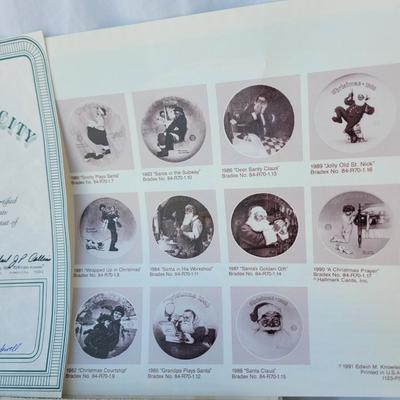 CITY
1980 "Scotty Plays Santa"
Bradex No. 84-R70-1.7
1983 "Santa in the Subway"
Bradex No. 84-R70-1.10
1986 "Dear Santy Claus"
Bradex No. 84-R70-1.13
1989 "Jolly Old St. Nick"
Bradex No. 84-R70-1.16
1981 "Wrapped Up in Christmas"
Bradex No. 84-R70-1.8
1984 "Santa in His Workshop"
Bradex No. 84-R70-1.11
1987 "Santa's Golden Gift"
Bradex No. 84-R70-1.14
1990 "A Christmas Prayer"
Bradex No. 84-R70-1.17
© Hallmark Cards, Inc.
1982 "Christmas Courtship"
Bradex No. 84-R70-1.9
1985 "Grandpa Plays Santa"
Bradex No. 84-R70-1.12
1988 "Santa Claus"
Bradex No. 84-R70-1.15
© 1991 Edwin M. Knowles
Printed in U.S.A.